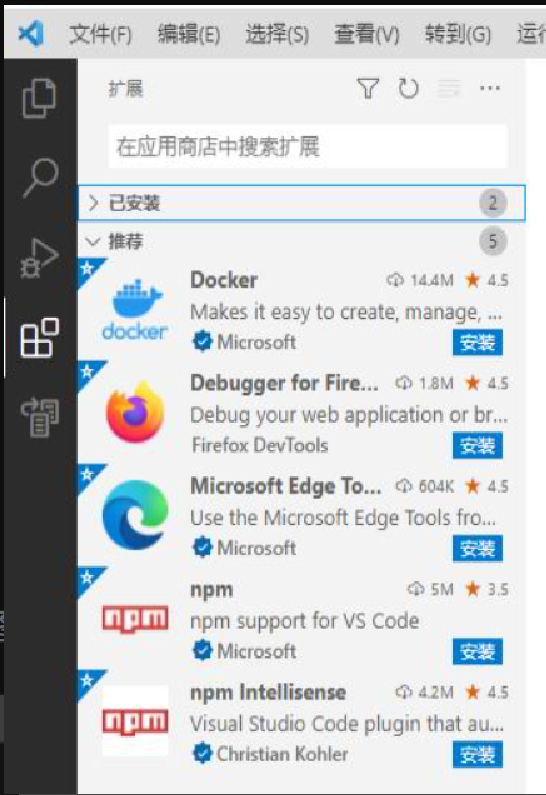 文件(F) 编辑(E) 选择(S) 查看(V) 转到(G)
扩展
在应用商店中搜索扩展
已安装 2
推荐 5
Docker 14.4M 4.5
Makes it easy to create, manage, ...
docker
Microsoft 安装
Debugger for Fire... 1.8M 4.5
Debug your web application or br...
Firefox DevTools 安装
Microsoft Edge To... 604K 4.5
Use the Microsoft Edge Tools fro...
Microsoft 安装
npm 5M 3.5
npm npm support for VS Code
Microsoft 安装
npm Intellisense 4.2M 4.5
npm Visual Studio Code plugin that au...
Christian Kohler 安装